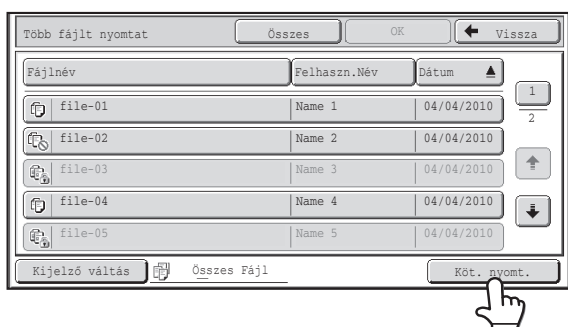 Több fájlt nyomtat Összes OK Vissza
Fájlnév Felhaszn.Név Dátum
file-01 Name 1 04/04/2010
1
2
file-02 Name 2 04/04/2010
file-03 Name 3 04/04/2010
file-04 Name 4 04/04/2010
file-05 Name 5 04/04/2010
Kijelző váltás Összes Fájl Köt. nyomt.